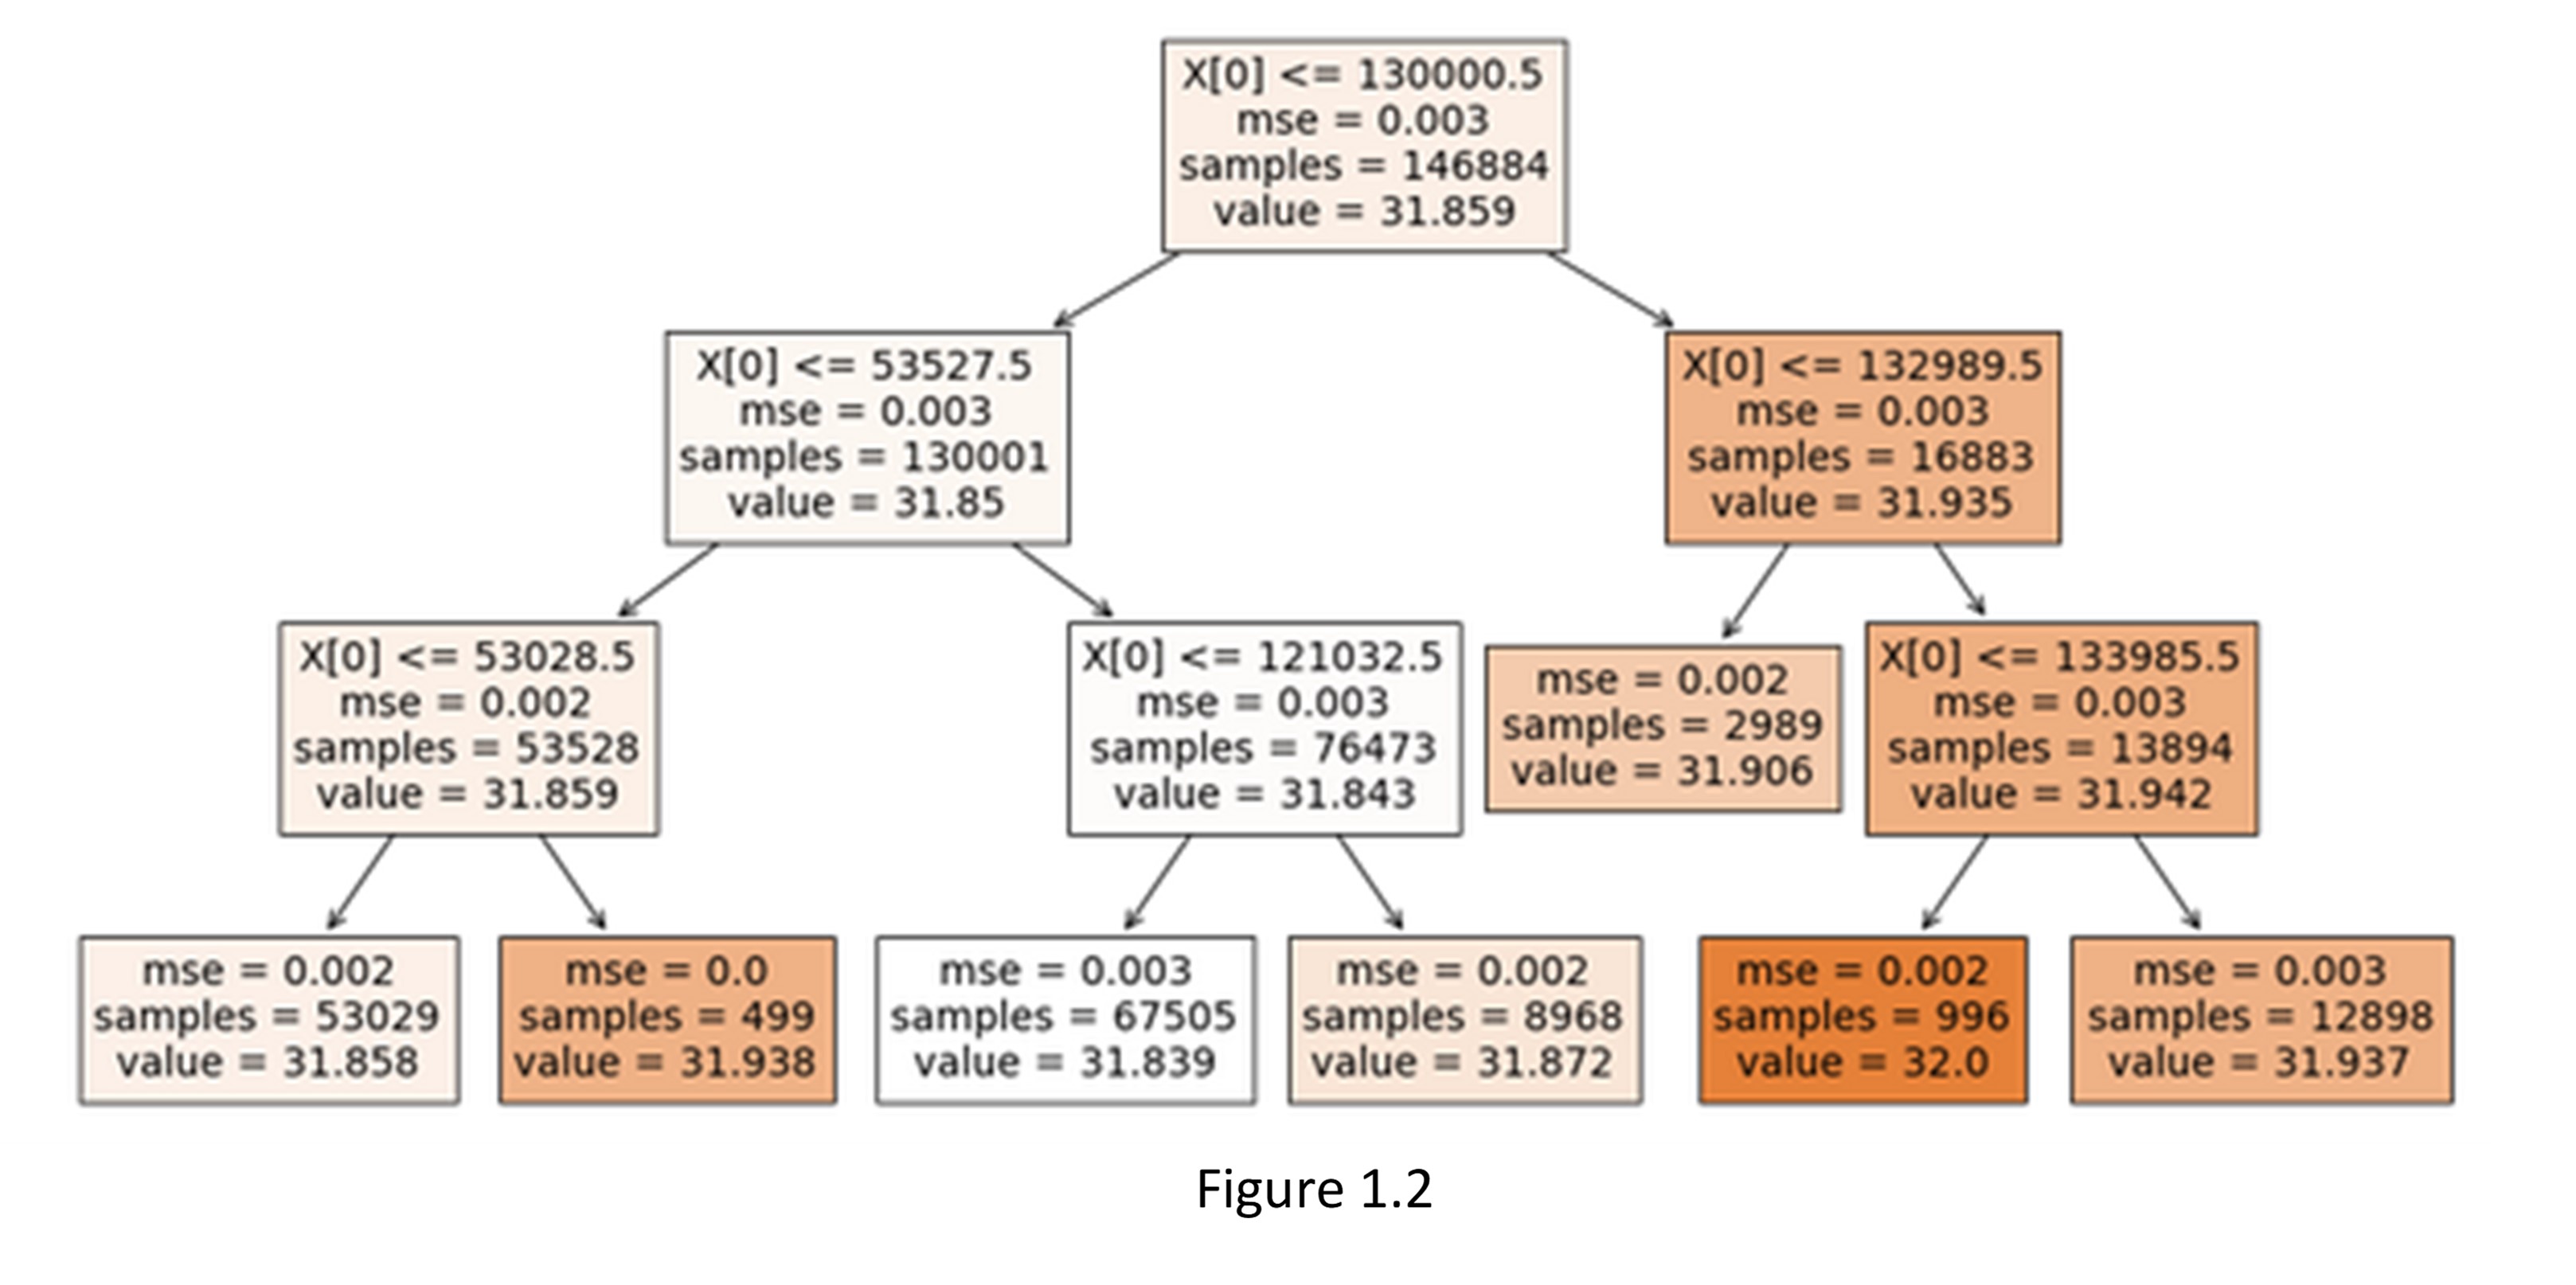 X[0] <= 130000.5
mse = 0.003
samples = 146884
value = 31.859
X[0] <= 53527.5
mse = 0.003
samples = 130001
value = 31.85
X[0] <= 132989.5
mse = 0.003
samples = 16883
value = 31.935
X[0] <= 53028.5
mse = 0.002
samples = 53528
value = 31.859
X[0] <= 121032.5
mse = 0.003
samples = 76473
value = 31.843
mse = 0.002
samples = 2989
value = 31.906
X[0] <= 133985.5
mse = 0.003
samples = 13894
value = 31.942
mse = 0.002
samples = 53029
value = 31.858
mse = 0.0
samples = 499
value = 31.938
mse = 0.003
samples = 67505
value = 31.839
mse = 0.002
samples = 8968
value = 31.872
mse = 0.002
samples = 996
value = 32.0
mse = 0.003
samples = 12898
value = 31.937
Figure 1.2